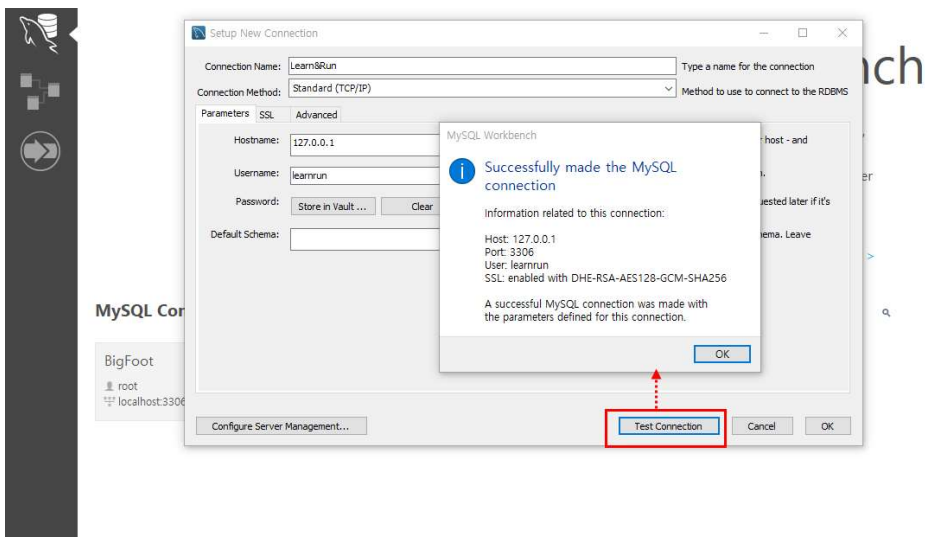 Setup New Connection
Connection Name: Learn&Run Type a name for the connection
Connection Method: Standard (TCP/IP) Method to use to connect to the RDBMS
Parameters SSL Advanced
Hostname: 127.0.0.1 host - and
Username: learnrun
Password: Store in Vault ... Clear uested later if it's
Default Schema: ema. Leave
MySQL Workbench
Successfully made the MySQL
connection
Information related to this connection:
Host: 127.0.0.1
Port: 3306
User: learnrun
SSL: enabled with DHE-RSA-AES128-GCM-SHA256
A successful MySQL connection was made with
the parameters defined for this connection.
OK
Configure Server Management... Test Connection Cancel OK
nch
er
>
MySQL Con
BigFoot
root
localhost:3306